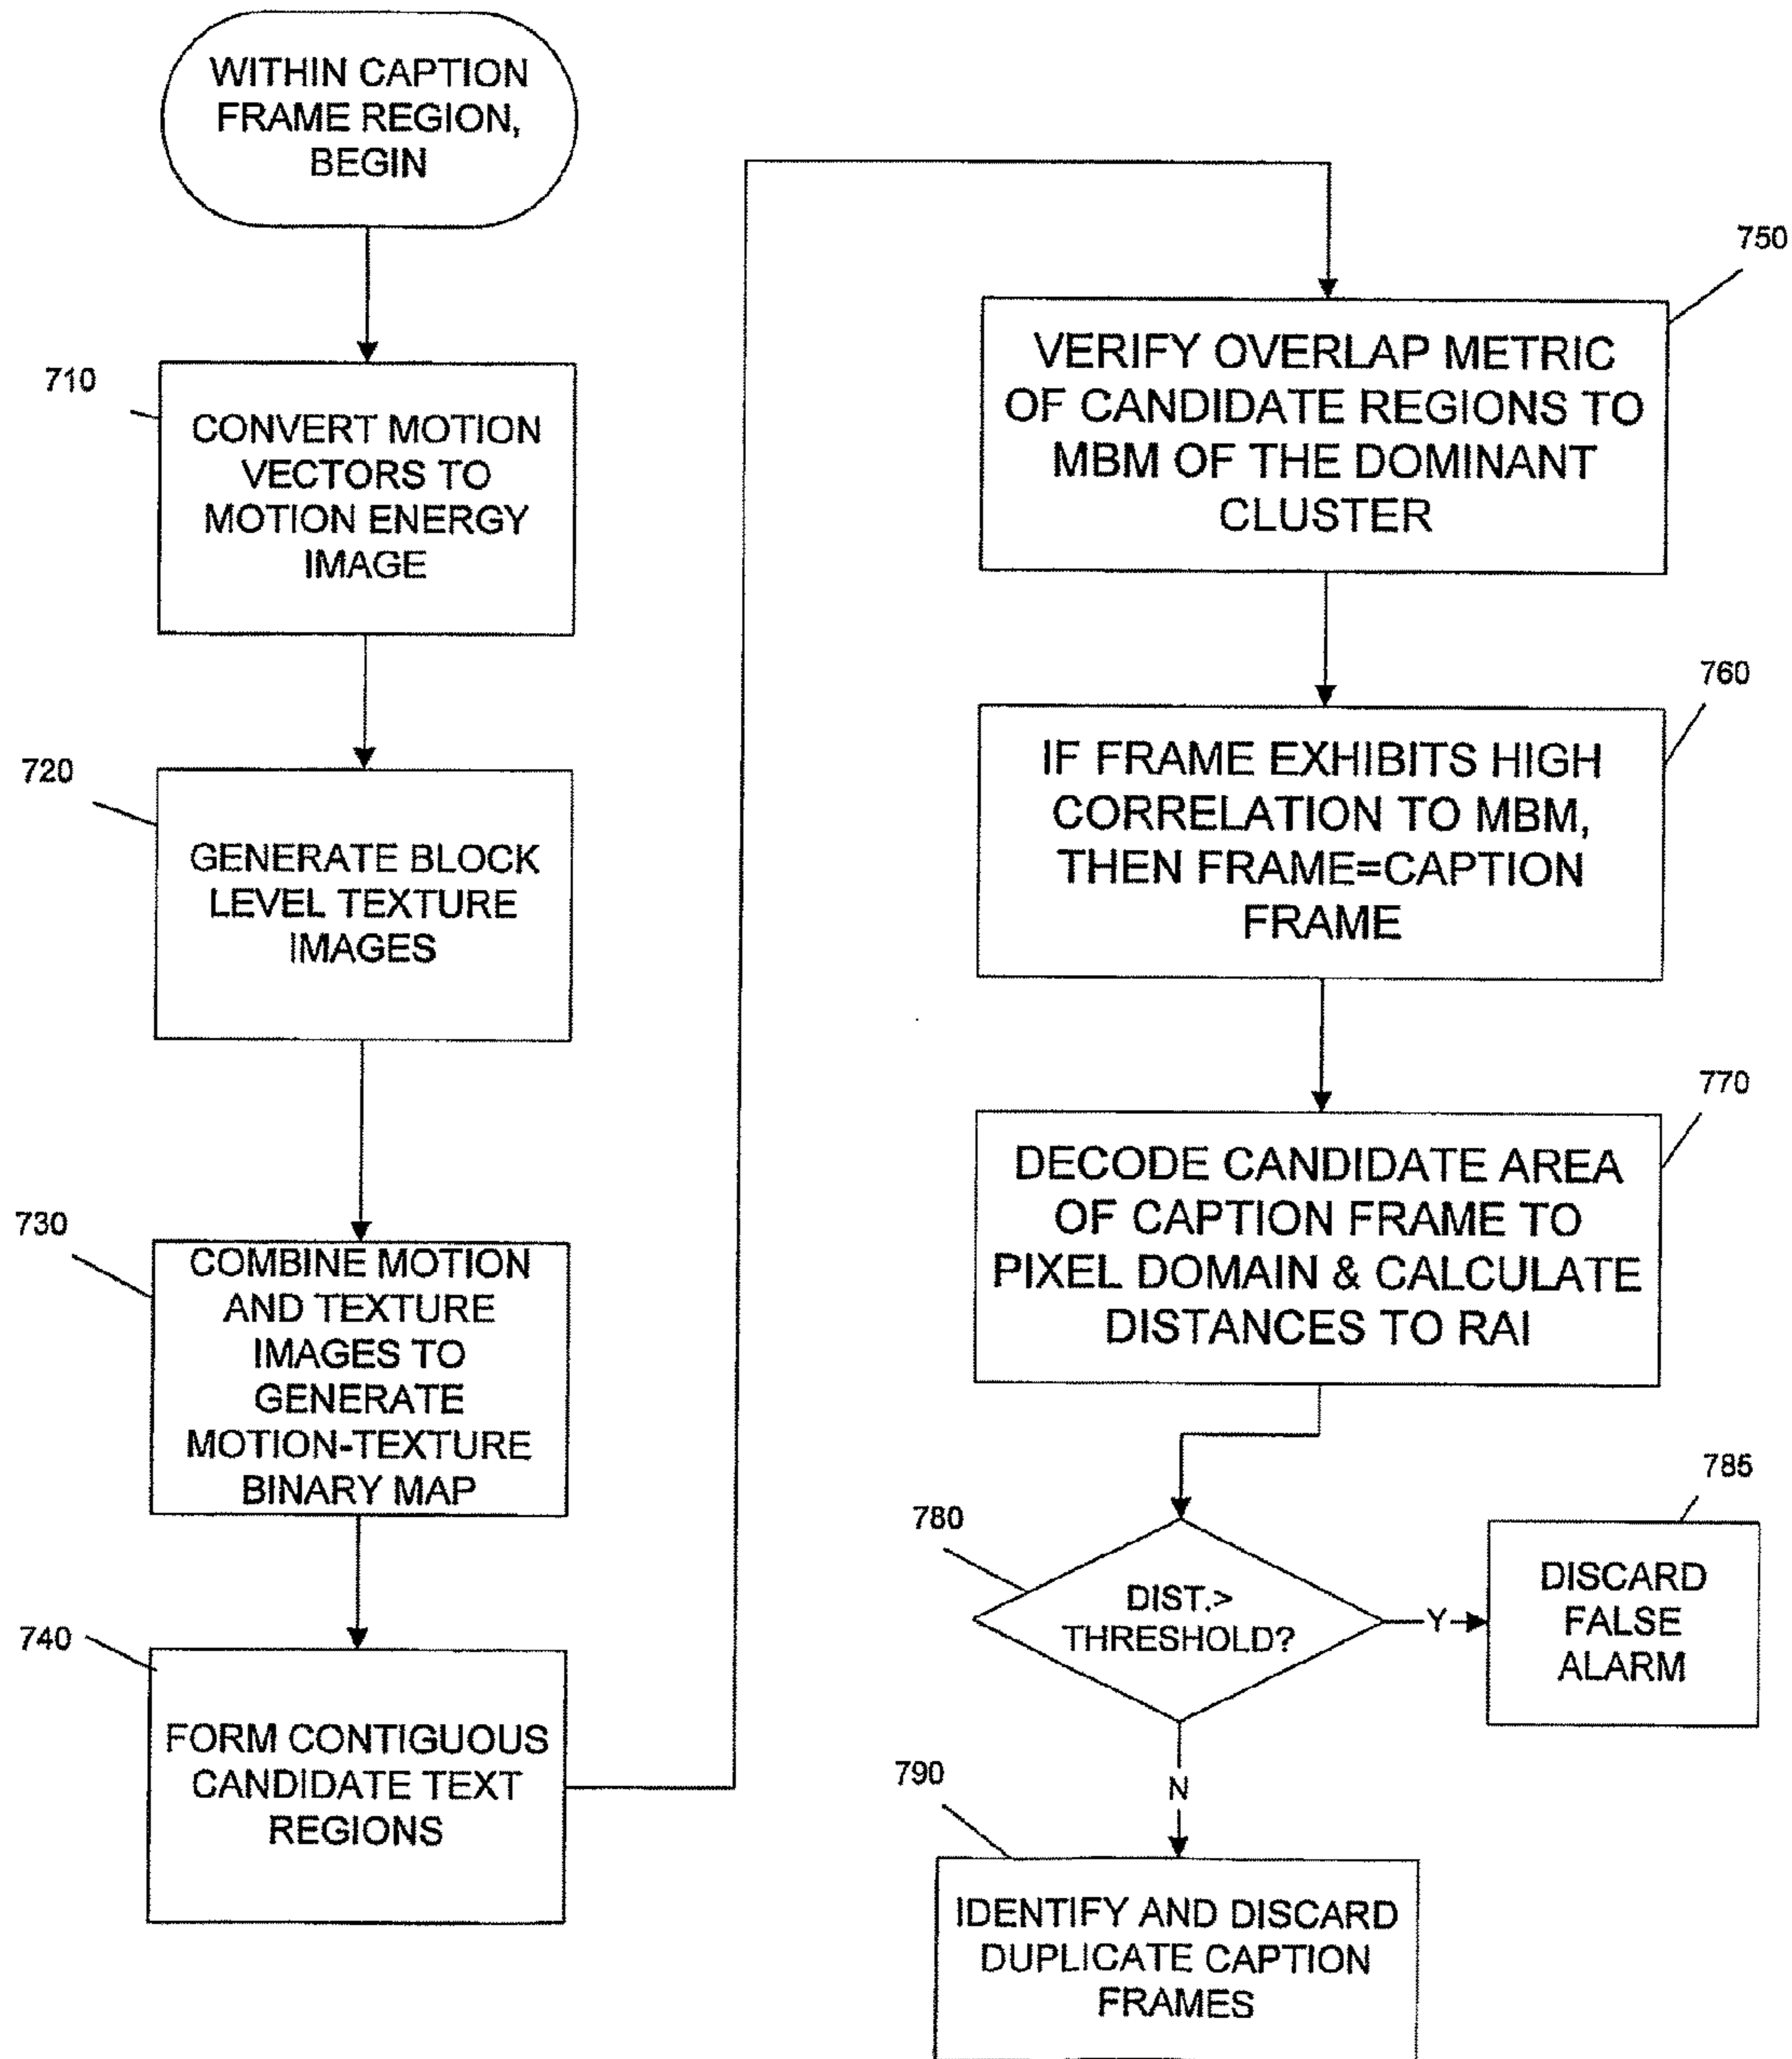 WITHIN CAPTION
FRAME REGION,
BEGIN
710
CONVERT MOTION
VECTORS TO
MOTION ENERGY
IMAGE
720
GENERATE BLOCK
LEVEL TEXTURE
IMAGES
730
COMBINE MOTION
AND TEXTURE
IMAGES TO
GENERATE
MOTION-TEXTURE
BINARY MAP
740
FORM CONTIGUOUS
CANDIDATE TEXT
REGIONS
750
VERIFY OVERLAP METRIC
OF CANDIDATE REGIONS TO
MBM OF THE DOMINANT
CLUSTER
760
IF FRAME EXHIBITS HIGH
CORRELATION TO MBM,
THEN FRAME=CAPTION
FRAME
770
DECODE CANDIDATE AREA
OF CAPTION FRAME TO
PIXEL DOMAIN & CALCULATE
DISTANCES TO RAI
780
DIST.>
THRESHOLD?
Y
785
DISCARD
FALSE
ALARM
N
790
IDENTIFY AND DISCARD
DUPLICATE CAPTION
FRAMES